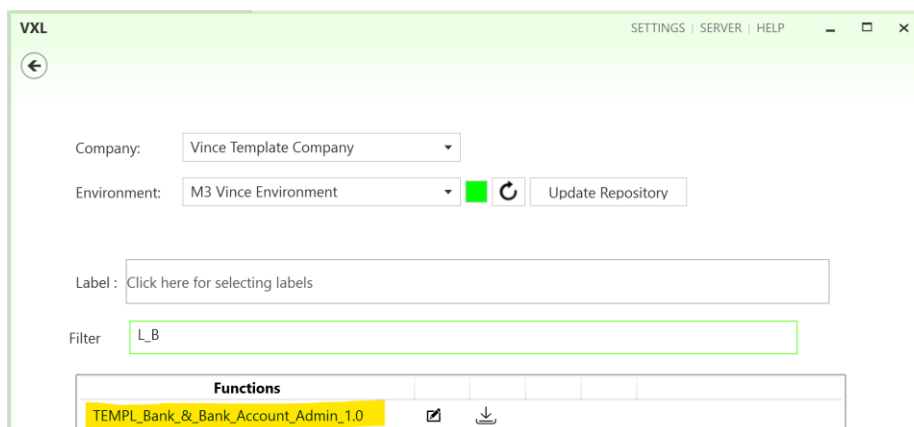 VXL SETTINGS | SERVER | HELP
Company: Vince Template Company
Environment: M3 Vince Environment Update Repository
Label : Click here for selecting labels
Filter L_B
Functions
TEMPL_Bank_&_Bank_Account_Admin_1.0